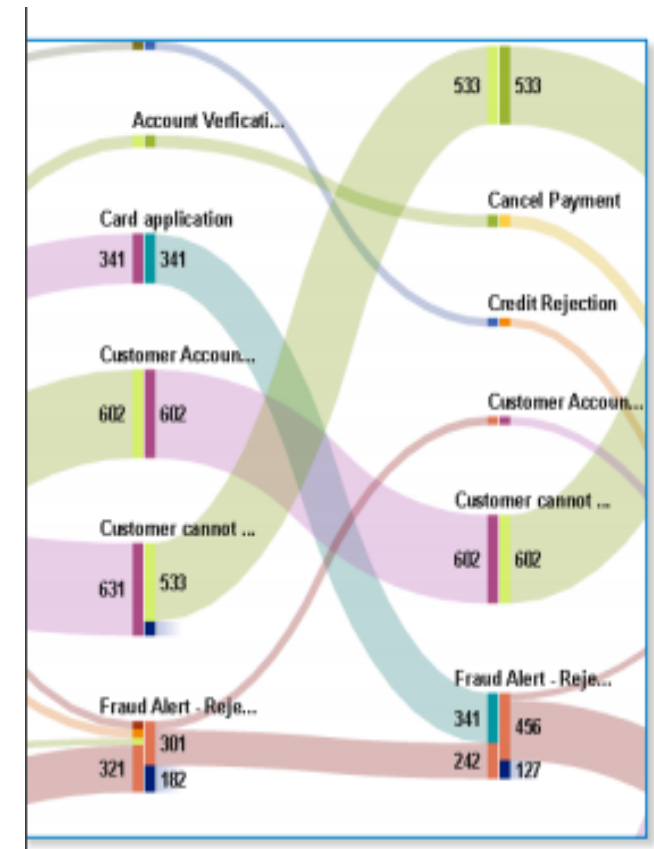 533 533
Account Verficati...
Cancel Payment
Card application
341 341
Credit Rejection
Customer Accoun...
602 602
Customer Accoun...
Customer cannot ...
602 602
Customer cannot ...
631 533
Fraud Alert - Reje...
341 456
242 127
Fraud Alert - Reje...
301
321 182